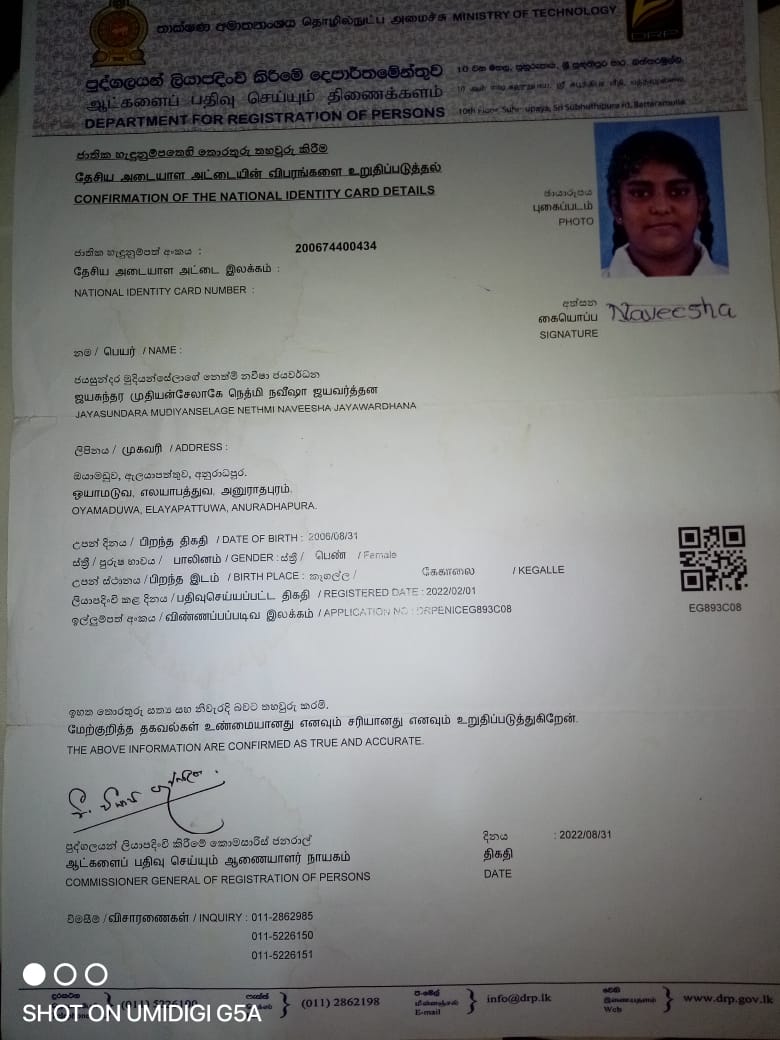 තාක්ෂණ අමාත්‍යාංශය தொழில்நுட்ப அமைச்சு MINISTRY OF TECHNOLOGY
DRP
පුද්ගලයන් ලියාපදිංචි කිරීමේ දෙපාර්තමේන්තුව
ஆட்களைப் பதிவு செய்யும் திணைக்களம்
DEPARTMENT FOR REGISTRATION OF PERSONS
10th Floor, Suhurupaya, Sri Subhuthipura rd, Battaramulla
ජාතික හැඳුනුම්පතෙහි තොරතුරු තහවුරු කිරීම
தேசிய அடையாள அட்டையின் விபரங்களை உறுதிப்படுத்தல்
CONFIRMATION OF THE NATIONAL IDENTITY CARD DETAILS
ඡායාරූපය
புகைப்படம்
PHOTO
ජාතික හැඳුනුම්පත් අංකය :
200674400434
தேசிய அடையாள அட்டை இலக்கம் :
NATIONAL IDENTITY CARD NUMBER :
අත්සන
கையொப்ப
SIGNATURE
Naveesha
නම / பெயர் / NAME :
ජයසුන්දර මුදියන්සේලාගේ නෙත්මි නවීෂා ජයවර්ධන
ஜயசுந்தர முதியன்சேலாகே நெத்மி நவீஷா ஜயவர்த்தன
JAYASUNDARA MUDIYANSELAGE NETHMI NAVEESHA JAYAWARDHANA
ලිපිනය / முகவரி / ADDRESS :
ඔයාමඩුව, ඇලයාපත්තුව, අනුරාධපුර.
ஒயாமடுவ, எலயாபத்துவ, அனுராதபுரம்.
OYAMADUWA, ELAYAPATTUWA, ANURADHAPURA.
උපන් දිනය / பிறந்த திகதி / DATE OF BIRTH : 2006/08/31
ස්ත්‍රී / පුරුෂ භාවය / பாலினம் / GENDER : ස්ත්‍රී / பெண் / Female
උපන් ස්ථානය / பிறந்த இடம் / BIRTH PLACE : කෑගල්ල / கேகாலை / KEGALLE
ලියාපදිංචි කළ දිනය / பதிவுசெய்யப்பட்ட திகதி / REGISTERED DATE : 2022/02/01
ඉල්ලුම්පත් අංකය / விண்ணப்பப்படிவ இலக்கம் / APPLICATION NO : DRPENICEG893C08
EG893C08
ඉහත තොරතුරු සත්‍ය සහ නිවැරදි බවට තහවුරු කරමි.
மேற்குறித்த தகவல்கள் உண்மையானது எனவும் சரியானது எனவும் உறுதிப்படுத்துகிறேன்.
THE ABOVE INFORMATION ARE CONFIRMED AS TRUE AND ACCURATE.
පුද්ගලයන් ලියාපදිංචි කිරීමේ කොමසාරිස් ජනරාල්
ஆட்களைப் பதிவு செய்யும் ஆணையாளர் நாயகம்
COMMISSIONER GENERAL OF REGISTRATION OF PERSONS
දිනය : 2022/08/31
திகதி
DATE
විමසීම් / விசாரணைகள் / INQUIRY : 011-2862985
011-5226150
011-5226151
දුරකථන (011) 5226100
ෆැක්ස් (011) 2862198
ඊ-මේල් மின்னஞ்சல் E-mail info@drp.lk
වෙබ් இணையதளம் Web www.drp.gov.lk
SHOT ON UMIDIGI G5A